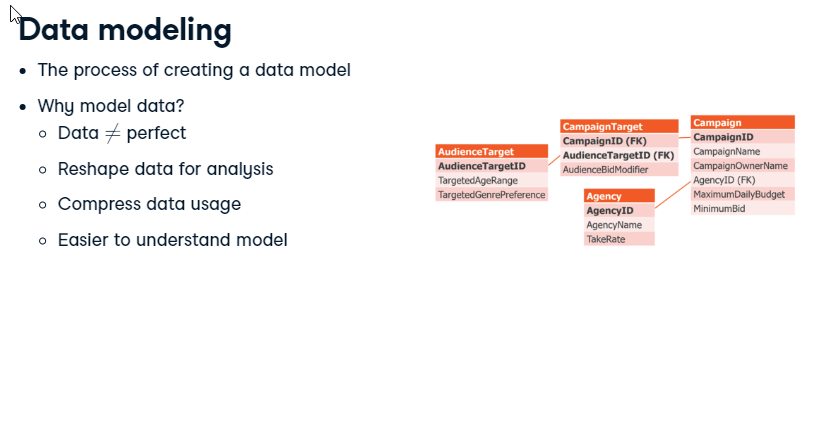 Data modeling
• The process of creating a data model
• Why model data?
◦ Data ≠ perfect
◦ Reshape data for analysis
◦ Compress data usage
◦ Easier to understand model
AudienceTarget
AudienceTargetID
TargetedAgeRange
TargetedGenrePreference
CampaignTarget
CampaignID (FK)
AudienceTargetID (FK)
AudienceBidModifier
Agency
AgencyID
AgencyName
TakeRate
Campaign
CampaignID
CampaignName
CampaignOwnerName
AgencyID (FK)
MaximumDailyBudget
MinimumBid